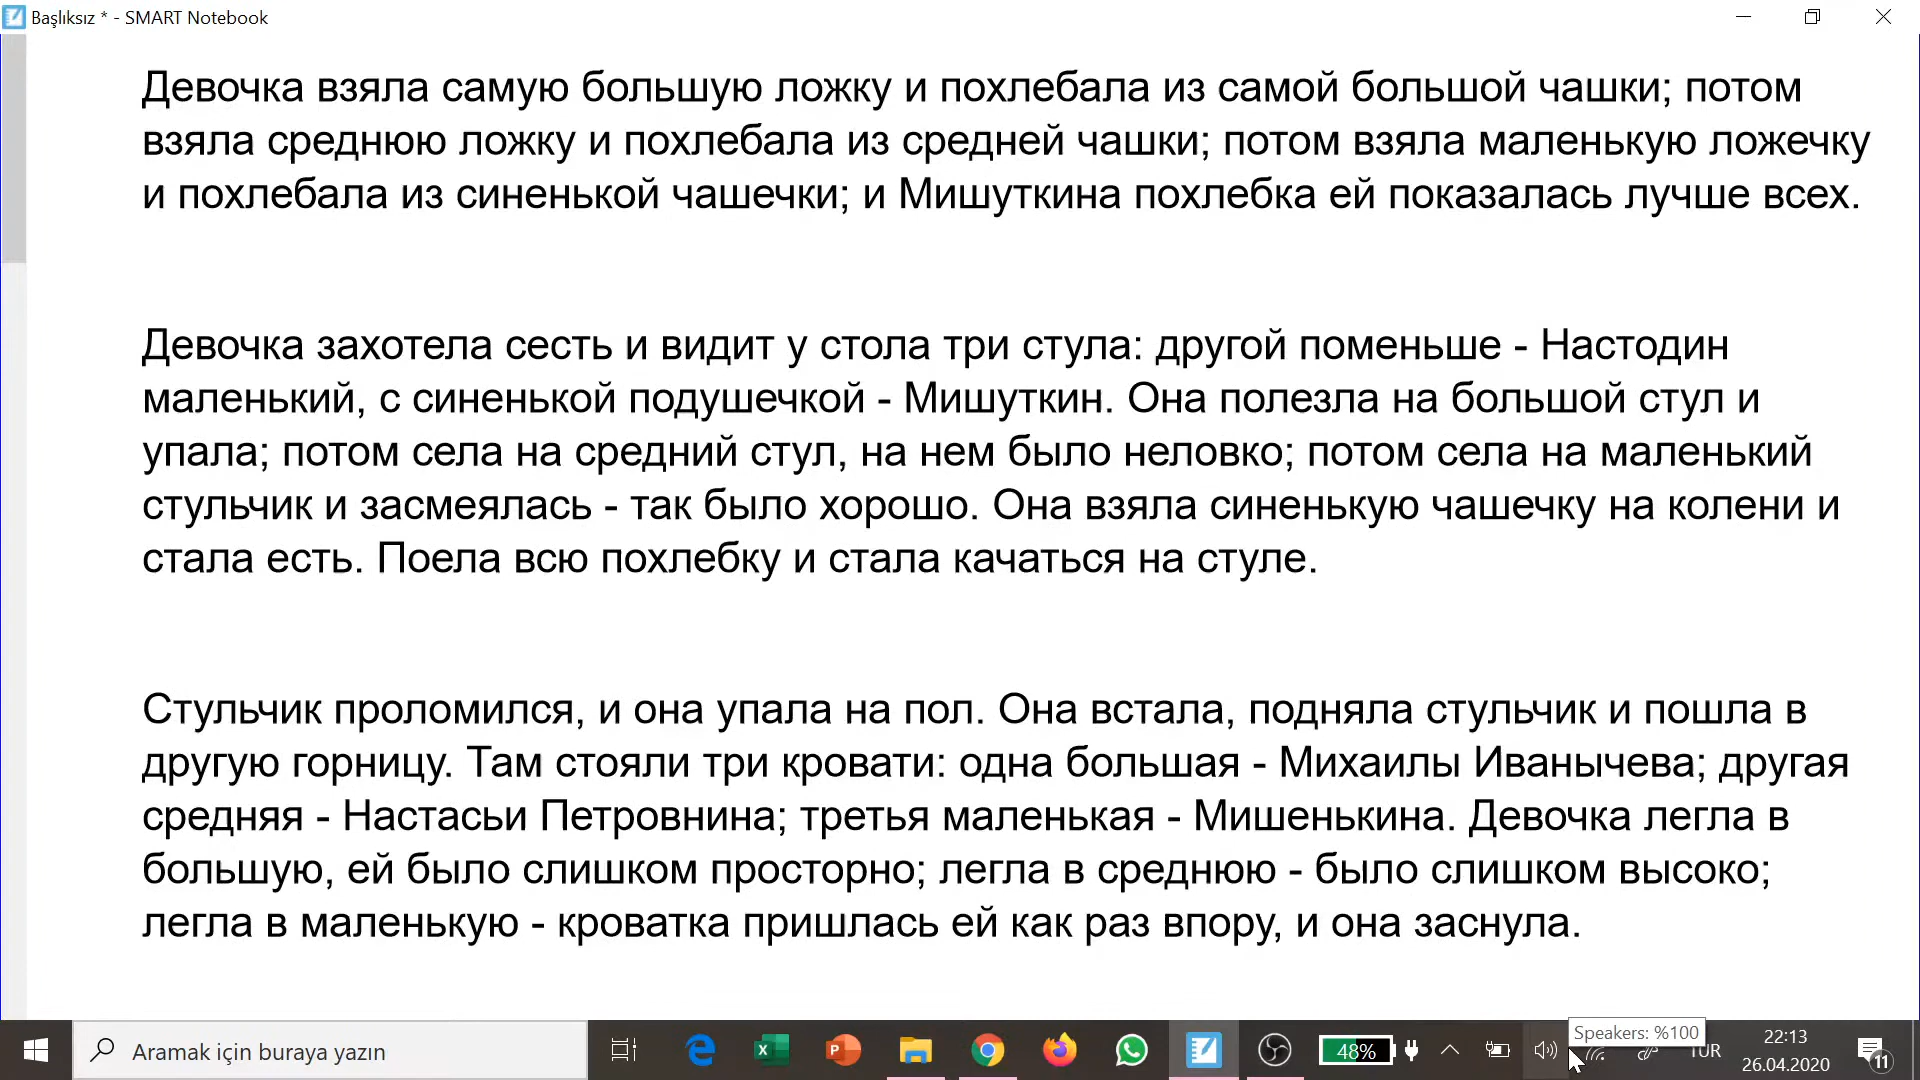 Başlıksız * - SMART Notebook
Девочка взяла самую большую ложку и похлебала из самой большой чашки; потом
взяла среднюю ложку и похлебала из средней чашки; потом взяла маленькую ложечку
и похлебала из синенькой чашечки; и Мишуткина похлебка ей показалась лучше всех.
Девочка захотела сесть и видит у стола три стула: другой поменьше - Настодин
маленький, с синенькой подушечкой - Мишуткин. Она полезла на большой стул и
упала; потом села на средний стул, на нем было неловко; потом села на маленький
стульчик и засмеялась - так было хорошо. Она взяла синенькую чашечку на колени и
стала есть. Поела всю похлебку и стала качаться на стуле.
Стульчик проломился, и она упала на пол. Она встала, подняла стульчик и пошла в
другую горницу. Там стояли три кровати: одна большая - Михаилы Иванычева; другая
средняя - Настасьи Петровнина; третья маленькая - Мишенькина. Девочка легла в
большую, ей было слишком просторно; легла в среднюю - было слишком высоко;
легла в маленькую - кроватка пришлась ей как раз впору, и она заснула.
Speakers: %100
Aramak için buraya yazın
48%
TUR
22:13
26.04.2020
11